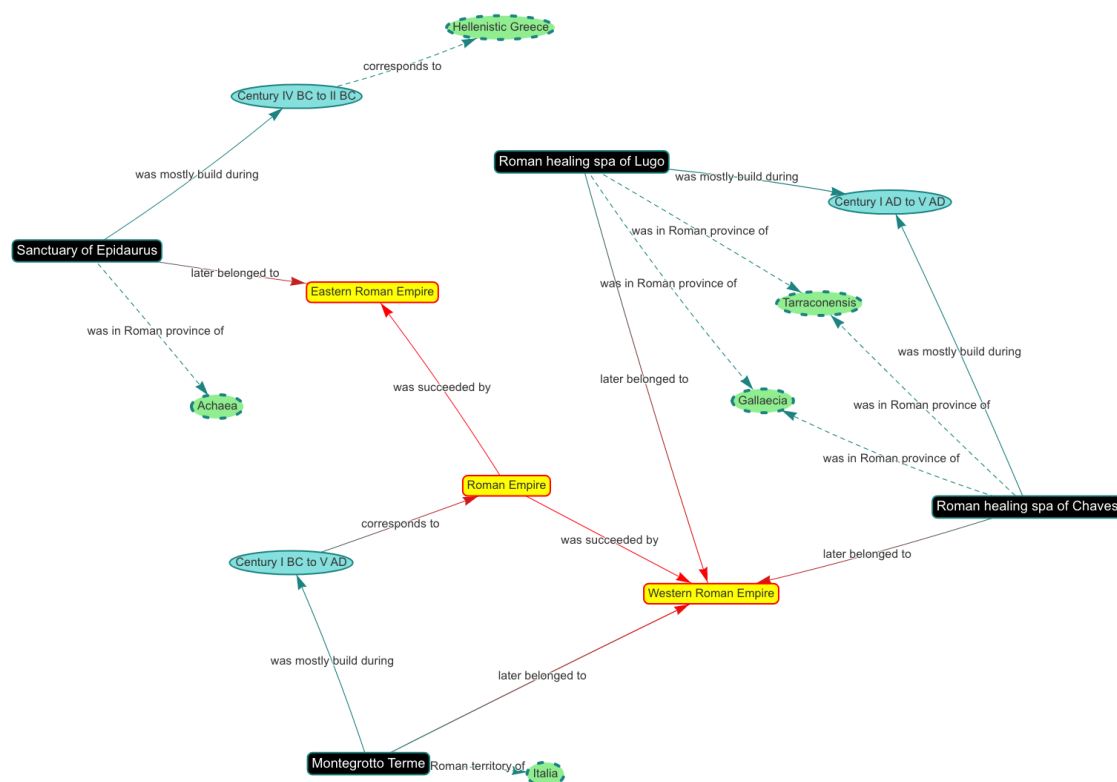 Hellenistic Greece
corresponds to
Century IV BC to II BC
Roman healing spa of Lugo
was mostly build during
was mostly build during
Century I AD to V AD
was in Roman province of
Sanctuary of Epidaurus
later belonged to
was in Roman province of
Eastern Roman Empire
Tarraconensis
was in Roman province of
was mostly build during
later belonged to
was succeeded by
Gallaecia
Achaea
was in Roman province of
was in Roman province of
Roman Empire
Roman healing spa of Chaves
corresponds to
was succeeded by
later belonged to
Century I BC to V AD
Western Roman Empire
was mostly build during
later belonged to
Montegrotto Terme
Roman territory of
Italia